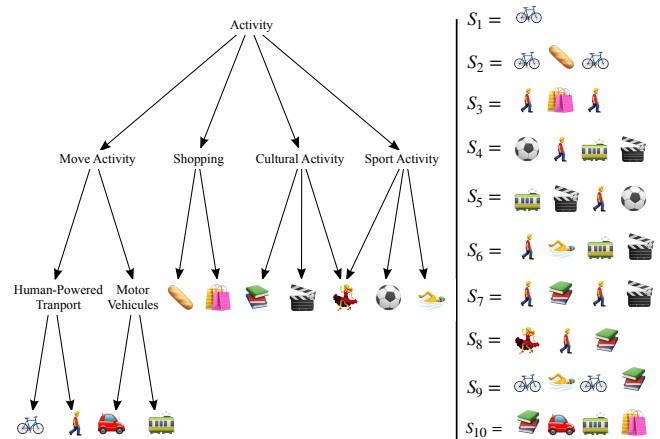 Activity
Move Activity
Shopping
Cultural Activity
Sport Activity
Human-Powered
Tranport
Motor
Vehicules
S₁ =
S₂ =
S₃ =
S₄ =
S₅ =
S₆ =
S₇ =
S₈ =
S₉ =
s₁₀ =